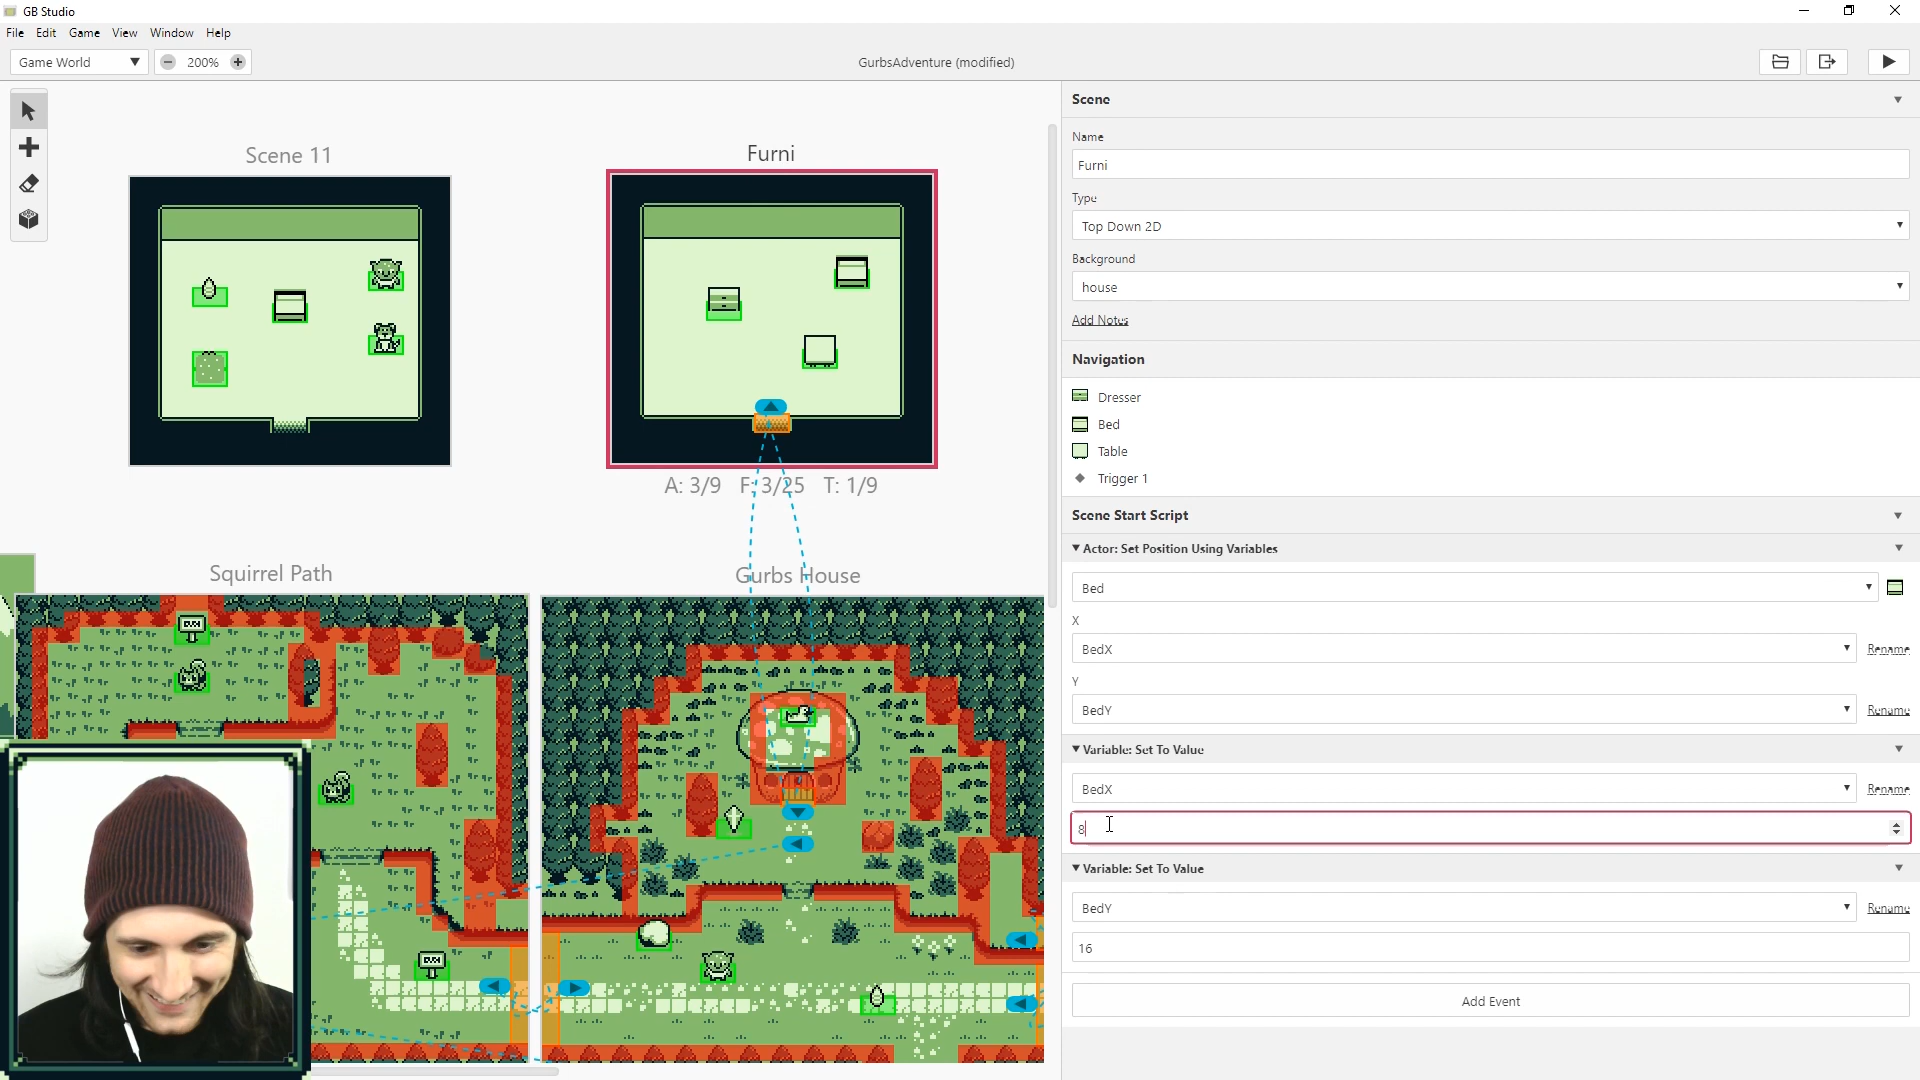 GB Studio
File Edit Game View Window Help
Game World
200%
GurbsAdventure (modified)
Scene 11
Furni
A: 3/9 F: 3/25 T: 1/9
Squirrel Path
Gurbs House
Scene
Name
Furni
Type
Top Down 2D
Background
house
Add Notes
Navigation
Dresser
Bed
Table
Trigger 1
Scene Start Script
Actor: Set Position Using Variables
Bed
X
BedX
Rename
Y
BedY
Rename
Variable: Set To Value
BedX
Rename
8
Variable: Set To Value
BedY
Rename
16
Add Event